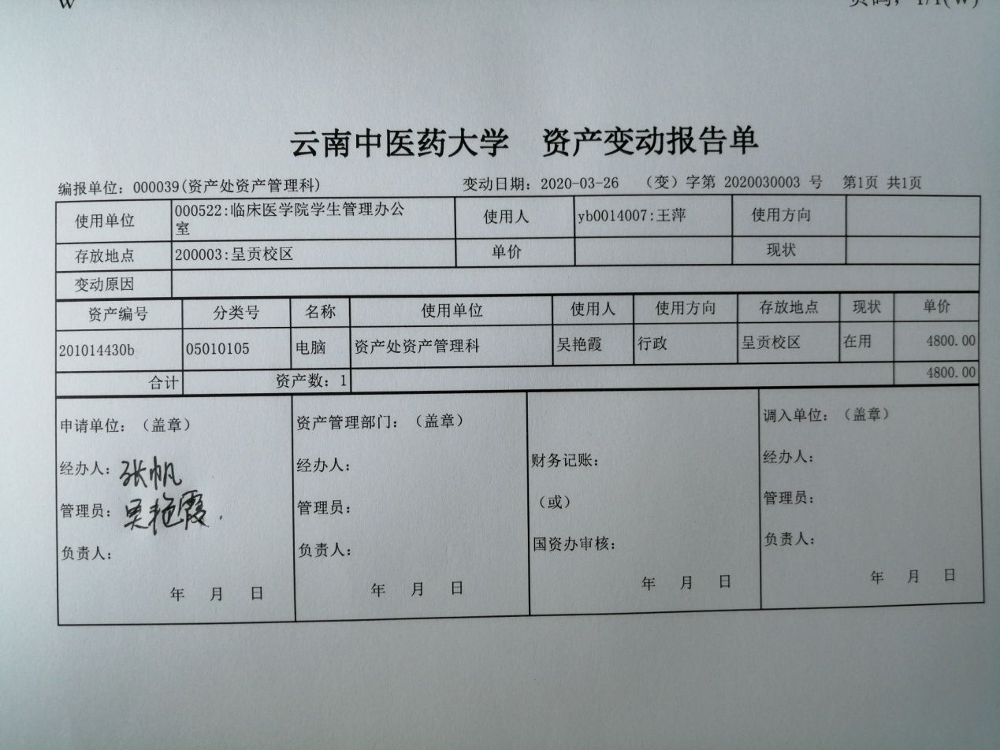 页码, 1/1(W)
云南中医药大学 资产变动报告单
编报单位: 000039(资产处资产管理科) 变动日期: 2020-03-26 (变)字第 2020030003 号 第1页 共1页
使用单位 000522:临床医学院学生管理办公室 使用人 yb0014007:王萍 使用方向
存放地点 200003:呈贡校区 单价 现状
变动原因
资产编号 分类号 名称 使用单位 使用人 使用方向 存放地点 现状 单价
201014430b 05010105 电脑 资产处资产管理科 吴艳霞 行政 呈贡校区 在用 4800.00
合计 资产数: 1 4800.00
申请单位: (盖章)
经办人: 张帆
管理员: 吴艳霞.
负责人:
年 月 日
资产管理部门: (盖章)
经办人:
管理员:
负责人:
年 月 日
财务记账:
(或)
国资办审核:
年 月 日
调入单位: (盖章)
经办人:
管理员:
负责人:
年 月 日